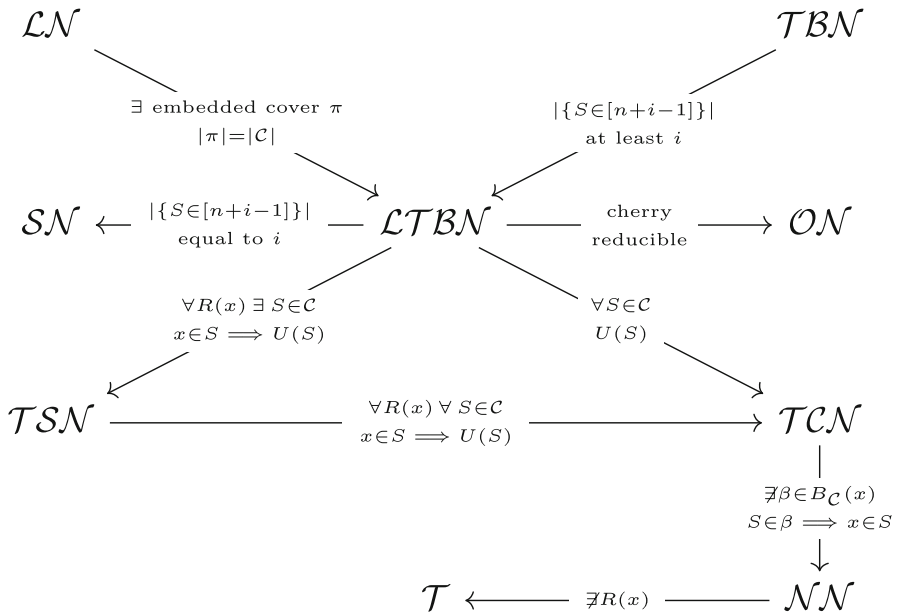 ℒ𝒩
𝒯ℬ𝒩
∃ embedded cover π
|π|=|𝒞|
|{S∈[n+i−1]}|
at least i
𝒮𝒩
|{S∈[n+i−1]}|
equal to i
ℒ𝒯ℬ𝒩
cherry
reducible
𝒪𝒩
∀R(x) ∃ S∈𝒞
x∈S ⟹ U(S)
∀S∈𝒞
U(S)
𝒯𝒮𝒩
∀R(x) ∀ S∈𝒞
x∈S ⟹ U(S)
𝒯𝒞𝒩
∄β∈B𝒞(x)
S∈β ⟹ x∈S
𝒯
∄R(x)
𝒩𝒩